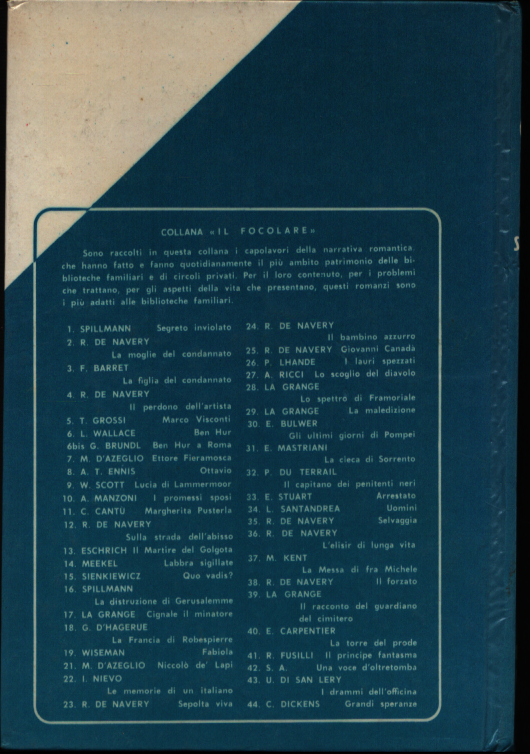 COLLANA «IL FOCOLARE»
Sono raccolti in questa collana i capolavori della narrativa romantica.
che hanno fatto e fanno quotidianamente il più ambito patrimonio delle bi-
blioteche familiari e di circoli privati. Per il loro contenuto, per i problemi
che trattano, per gli aspetti della vita che presentano, questi romanzi sono
i più adatti alle biblioteche familiari.
1. SPILLMANN Segreto inviolato
2. R. DE NAVERY
La moglie del condannato
3. F. BARRET
La figlia del condannato
4. R. DE NAVERY
Il perdono dell'artista
5. T. GROSSI Marco Visconti
6. L. WALLACE Ben Hur
6bis G. BRUNDL Ben Hur a Roma
7. M. D'AZEGLIO Ettore Fieramosca
8. A. T. ENNIS Ottavio
9. W. SCOTT Lucia di Lammermoor
10. A. MANZONI I promessi sposi
11. C. CANTÙ Margherita Pusterla
12. R. DE NAVERY
Sulla strada dell'abisso
13. ESCHRICH Il Martire del Golgota
14. MEEKEL Labbra sigillate
15. SIENKIEWICZ Quo vadis?
16. SPILLMANN
La distruzione di Gerusalemme
17. LA GRANGE Cignale il minatore
18. G. D'HAGERUE
La Francia di Robespierre
19. WISEMAN Fabiola
21. M. D'AZEGLIO Niccolò de' Lapi
22. I. NIEVO
Le memorie di un italiano
23. R. DE NAVERY Sepolta viva
24. R. DE NAVERY
Il bambino azzurro
25. R. DE NAVERY Giovanni Canada
26. P. LHANDE I lauri spezzati
27. A. RICCI Lo scoglio del diavolo
28. LA GRANGE
Lo spettro di Framoriale
29. LA GRANGE La maledizione
30. E. BULWER
Gli ultimi giorni di Pompei
31. E. MASTRIANI
La cieca di Sorrento
32. P. DU TERRAIL
Il capitano dei penitenti neri
33. E. STUART Arrestato
34. L. SANTANDREA Uomini
35. R. DE NAVERY Selvaggia
36. R. DE NAVERY
L'elisir di lunga vita
37. M. KENT
La Messa di fra Michele
38. R. DE NAVERY Il forzato
39. LA GRANGE
Il racconto del guardiano
del cimitero
40. E. CARPENTIER
La torre del prode
41. R. FUSILLI Il principe fantasma
42. S. A. Una voce d'oltretomba
43. U. DI SAN LERY
I drammi dell'officina
44. C. DICKENS Grandi speranze